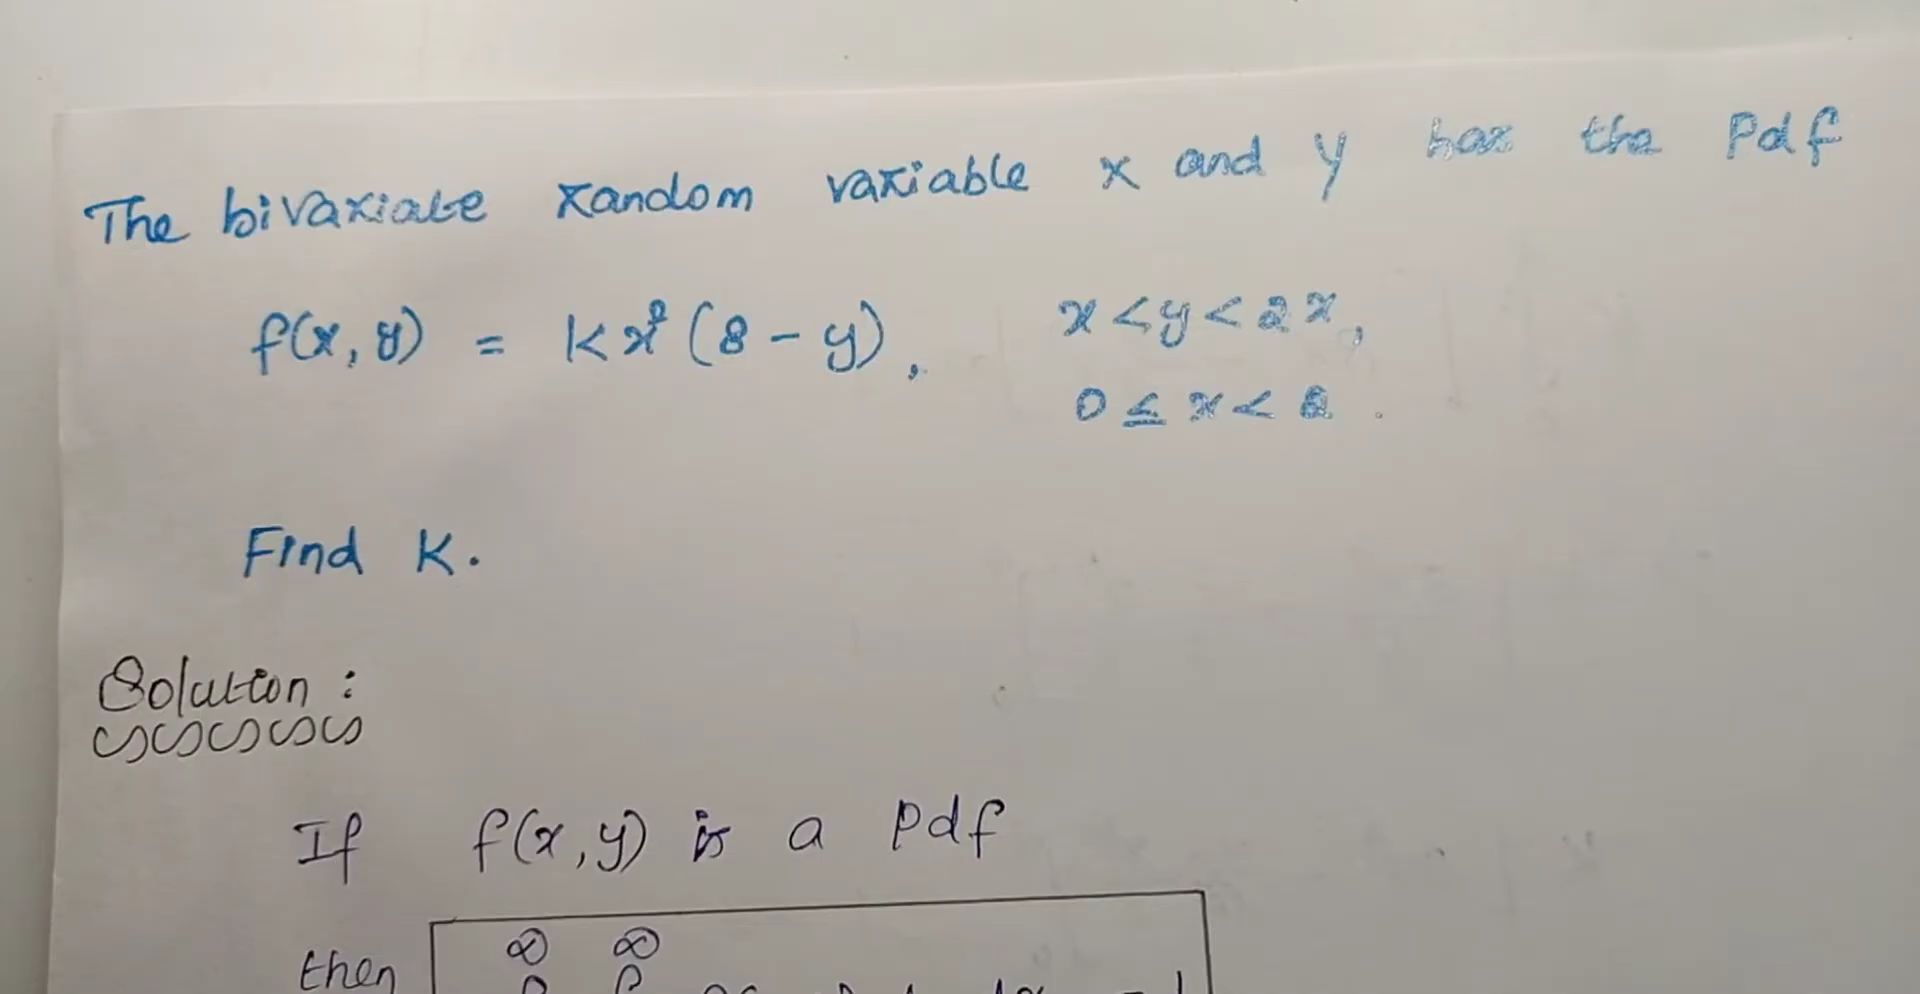 The bivariate random variable x and y has the Pdf
f(x, y) = kx²(8 - y), x < y < 2x,
0 ≤ x < 2.
Find K.
Solution :
If f(x, y) is a Pdf
then ∞ ∞